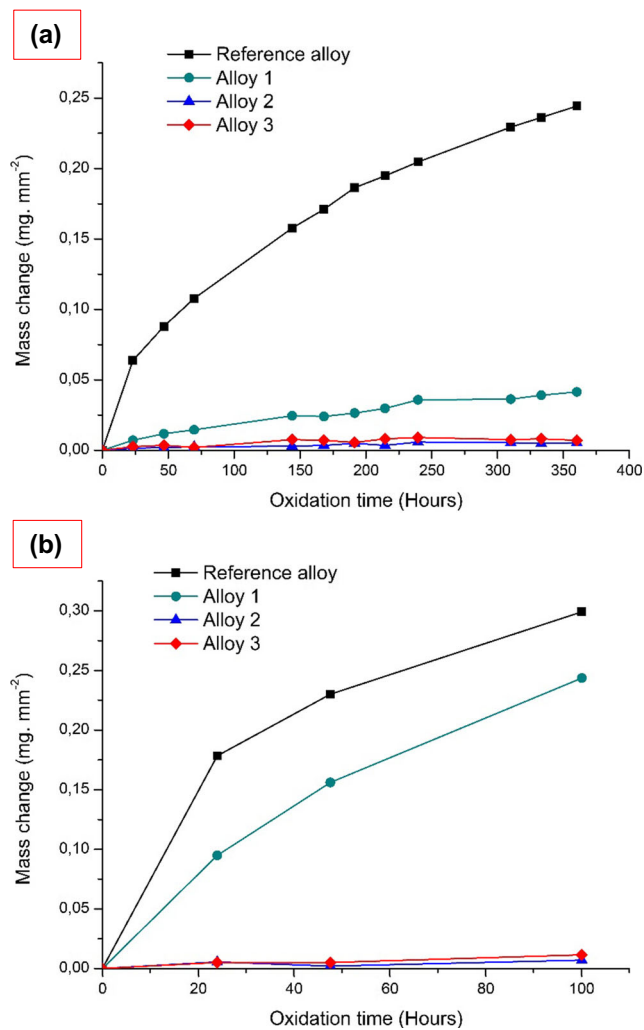 (a)
Reference alloy
Alloy 1
Alloy 2
Alloy 3
0,25
0,20
0,15
0,10
0,05
0,00
Mass change (mg. mm⁻²)
0 50 100 150 200 250 300 350 400
Oxidation time (Hours)
(b)
Reference alloy
Alloy 1
Alloy 2
Alloy 3
0,30
0,25
0,20
0,15
0,10
0,05
0,00
Mass change (mg. mm⁻²)
0 20 40 60 80 100
Oxidation time (Hours)